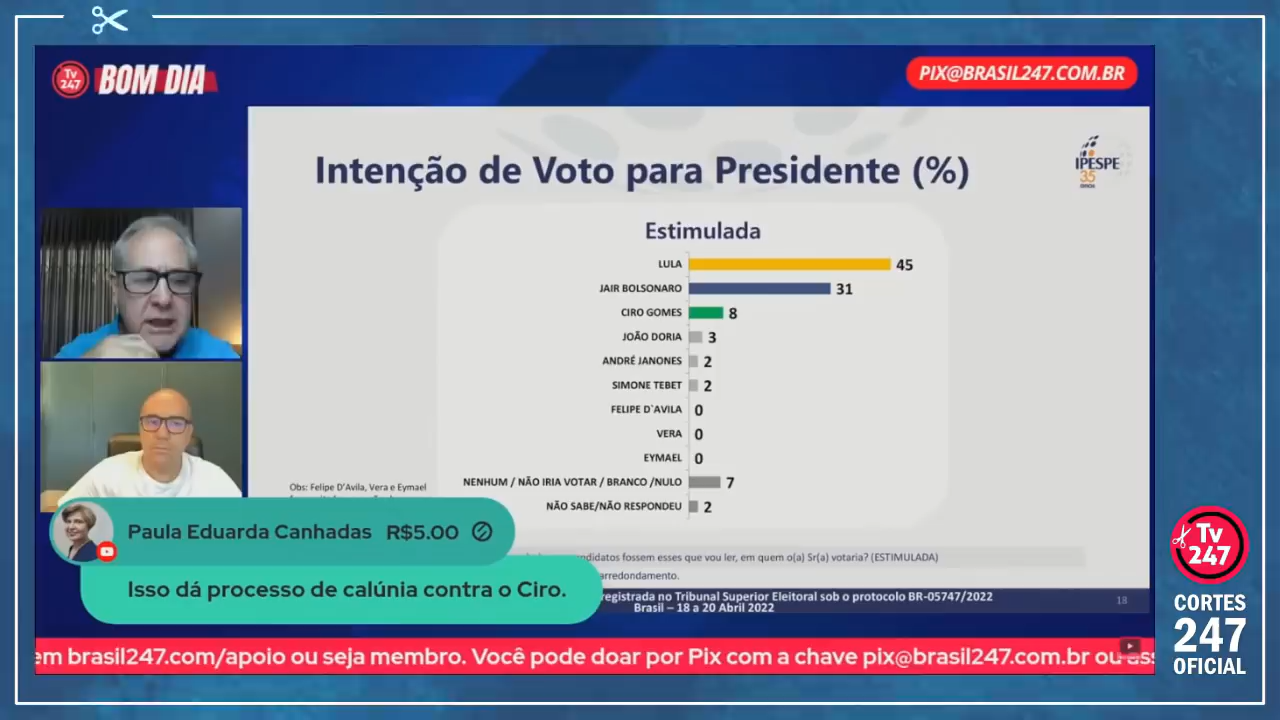 Tv 247 BOM DIA
PIX@BRASIL247.COM.BR
Intenção de Voto para Presidente (%)
IPESPE
35
ANOS
Estimulada
LULA 45
JAIR BOLSONARO 31
CIRO GOMES 8
JOÃO DORIA 3
ANDRÉ JANONES 2
SIMONE TEBET 2
FELIPE D`AVILA 0
VERA 0
EYMAEL 0
NENHUM / NÃO IRIA VOTAR / BRANCO /NULO 7
NÃO SABE/NÃO RESPONDEU 2
Obs: Felipe D'Avila, Vera e Eymael
Paula Eduarda Canhadas R$5.00
Isso dá processo de calúnia contra o Ciro.
fossem esses que vou ler, em quem o(a) Sr(a) votaria? (ESTIMULADA)
arredondamento.
registrada no Tribunal Superior Eleitoral sob o protocolo BR-05747/2022
Brasil – 18 a 20 Abril 2022
18
em brasil247.com/apoio ou seja membro. Você pode doar por Pix com a chave pix@brasil247.com.br ou ass
Tv
247
CORTES
247
OFICIAL